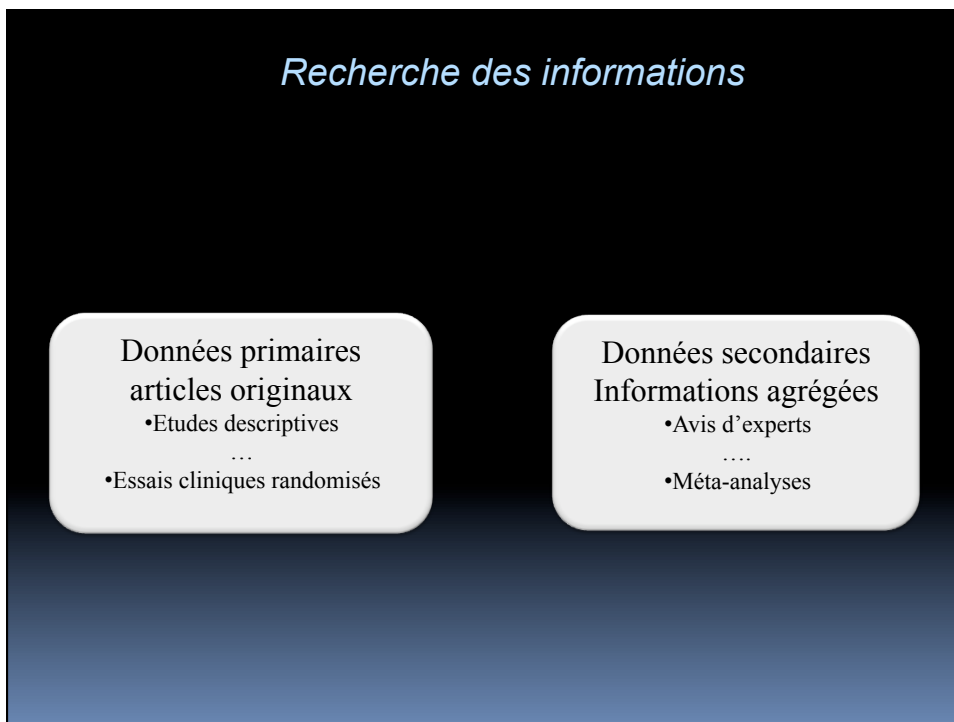 Recherche des informations
Données primaires
articles originaux
•Etudes descriptives
…
•Essais cliniques randomisés
Données secondaires
Informations agrégées
•Avis d’experts
….
•Méta-analyses